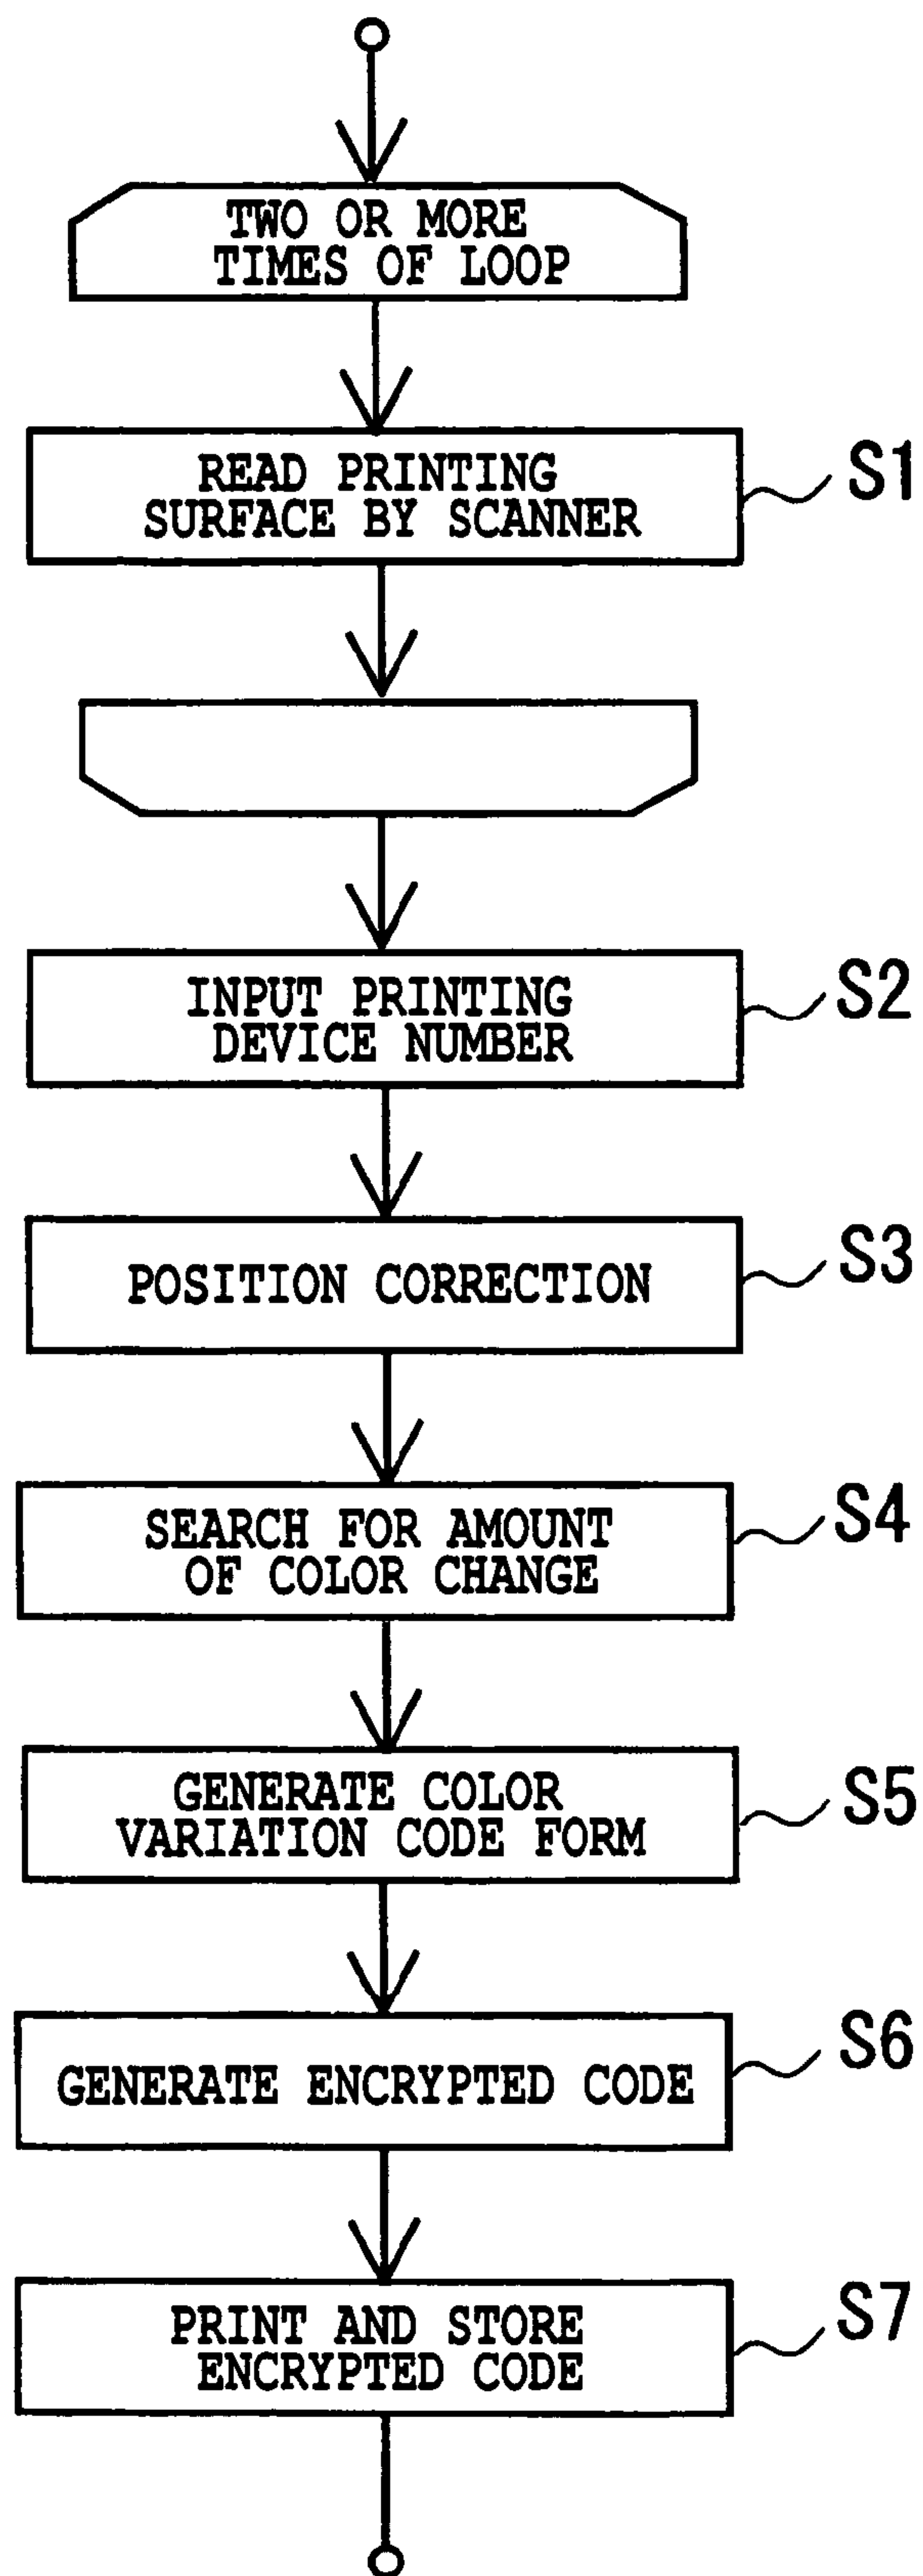 TWO OR MORE
TIMES OF LOOP
READ PRINTING
SURFACE BY SCANNER
S1
INPUT PRINTING
DEVICE NUMBER
S2
POSITION CORRECTION
S3
SEARCH FOR AMOUNT
OF COLOR CHANGE
S4
GENERATE COLOR
VARIATION CODE FORM
S5
GENERATE ENCRYPTED CODE
S6
PRINT AND STORE
ENCRYPTED CODE
S7